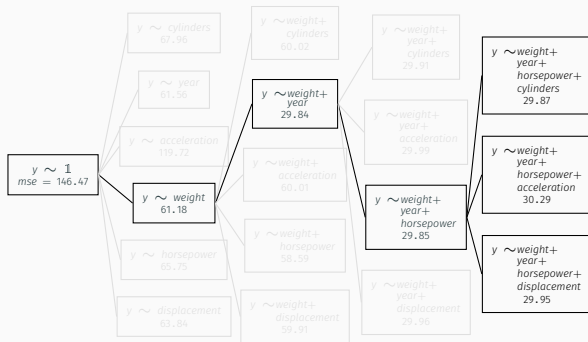 y ~ 𝟙
mse = 146.47
y ~ cylinders
67.96
y ~ year
61.56
y ~ acceleration
119.72
y ~ weight
61.18
y ~ horsepower
65.75
y ~ displacement
63.84
y ~weight+
cylinders
60.02
y ~weight+
year
29.84
y ~weight+
acceleration
60.01
y ~weight+
horsepower
58.59
y ~weight+
displacement
59.91
y ~weight+
year+
cylinders
29.91
y ~weight+
year+
acceleration
29.99
y ~weight+
year+
horsepower
29.85
y ~weight+
year+
displacement
29.96
y ~weight+
year+
horsepower+
cylinders
29.87
y ~weight+
year+
horsepower+
acceleration
30.29
y ~weight+
year+
horsepower+
displacement
29.95